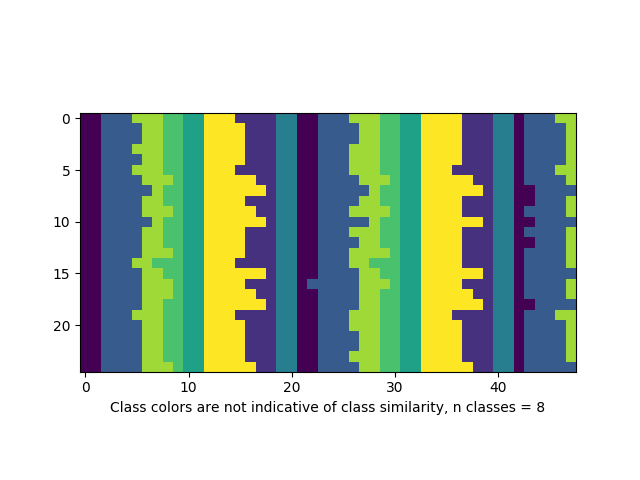 0
5
10
15
20
0 10 20 30 40
Class colors are not indicative of class similarity, n classes = 8